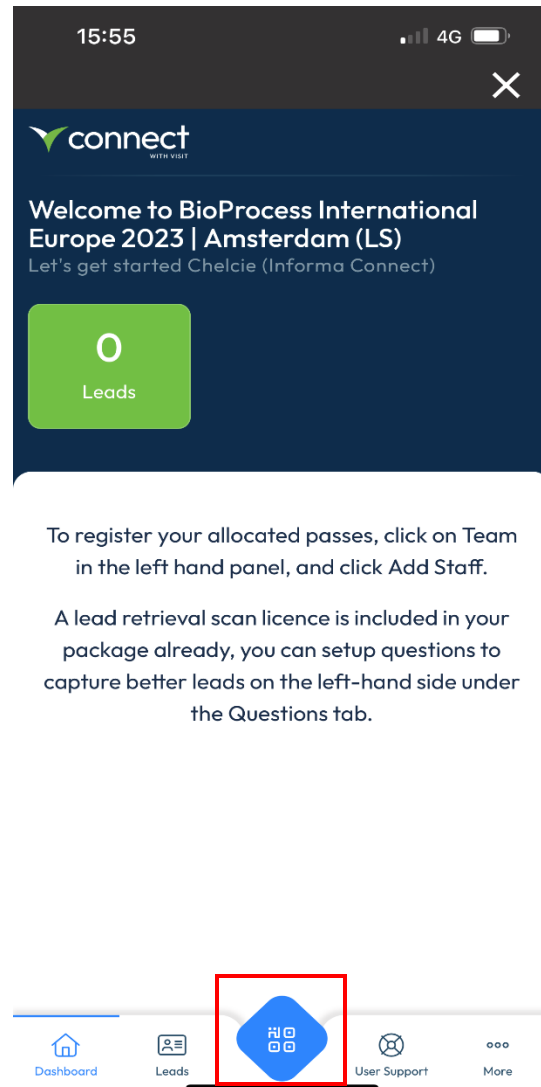 15:55
4G
connect
WITH VISIT
Welcome to BioProcess International
Europe 2023 | Amsterdam (LS)
Let's get started Chelcie (Informa Connect)
0
Leads
To register your allocated passes, click on Team
in the left hand panel, and click Add Staff.
A lead retrieval scan licence is included in your
package already, you can setup questions to
capture better leads on the left-hand side under
the Questions tab.
Dashboard
Leads
User Support
More